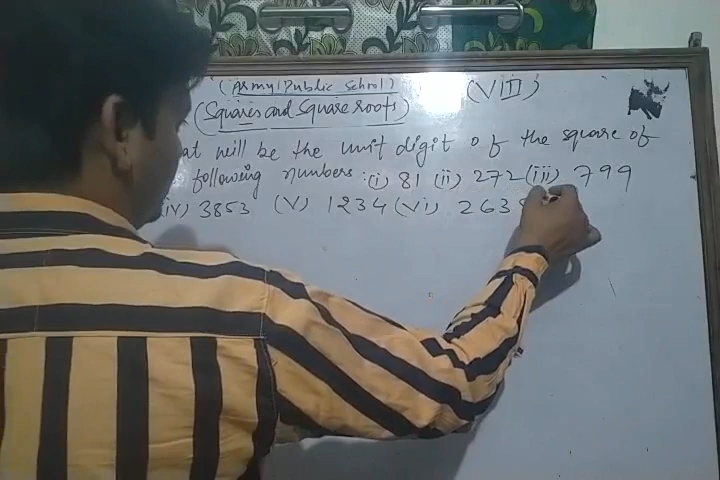 (Army Public School) (VIII)
(Squares and Square roots)
at will be the unit digit of the square of
following numbers :(i) 81 (ii) 272 (iii) 799
(iv) 3853 (V) 1234 (Vi) 263